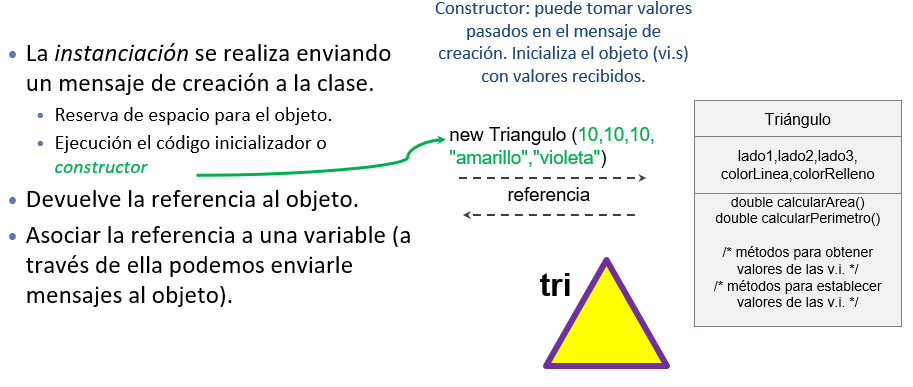 Constructor: puede tomar valores
pasados en el mensaje de
creación. Inicializa el objeto (vi.s)
con valores recibidos.
• La instanciación se realiza enviando
un mensaje de creación a la clase.
• Reserva de espacio para el objeto.
• Ejecución el código inicializador o
constructor
• Devuelve la referencia al objeto.
• Asociar la referencia a una variable (a
través de ella podemos enviarle
mensajes al objeto).
new Triangulo (10,10,10,
"amarillo","violeta")
referencia
tri
Triángulo
lado1,lado2,lado3,
colorLinea,colorRelleno
double calcularArea()
double calcularPerimetro()
/* métodos para obtener
valores de las v.i. */
/* métodos para establecer
valores de las v.i. */